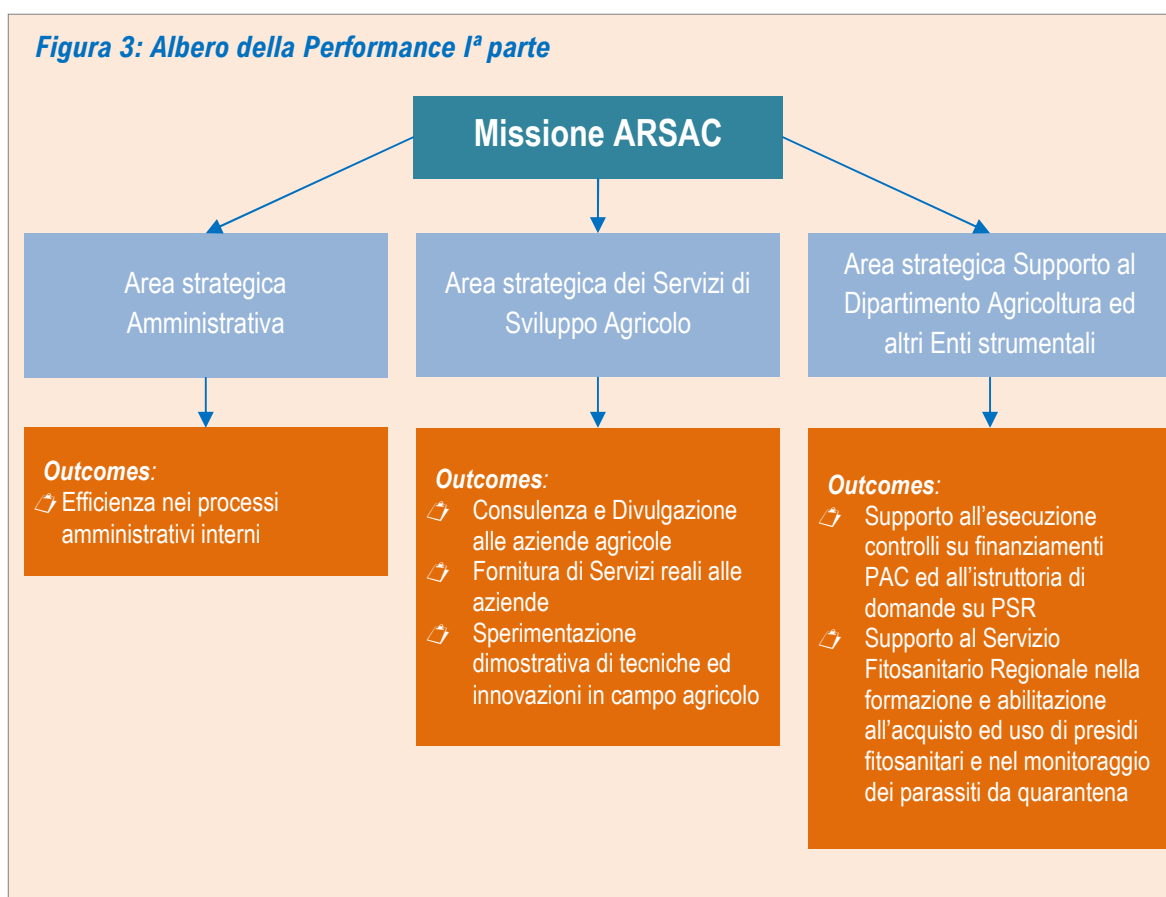 Figura 3: Albero della Performance Iª parte
Missione ARSAC
Area strategica
Amministrativa
Area strategica dei Servizi di
Sviluppo Agricolo
Area strategica Supporto al
Dipartimento Agricoltura ed
altri Enti strumentali
Outcomes:
Efficienza nei processi
amministrativi interni
Outcomes:
Consulenza e Divulgazione
alle aziende agricole
Fornitura di Servizi reali alle
aziende
Sperimentazione
dimostrativa di tecniche ed
innovazioni in campo agricolo
Outcomes:
Supporto all’esecuzione
controlli su finanziamenti
PAC ed all’istruttoria di
domande su PSR
Supporto al Servizio
Fitosanitario Regionale nella
formazione e abilitazione
all’acquisto ed uso di presidi
fitosanitari e nel monitoraggio
dei parassiti da quarantena